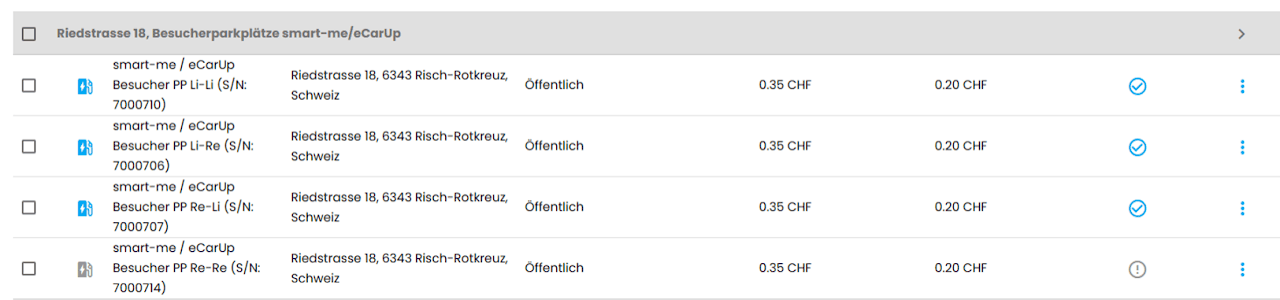 Riedstrasse 18, Besucherparkplätze smart-me/eCarUp
smart-me / eCarUp
Besucher PP Li-Li (S/N:
7000710)
Riedstrasse 18, 6343 Risch-Rotkreuz,
Schweiz
Öffentlich
0.35 CHF
0.20 CHF
smart-me / eCarUp
Besucher PP Li-Re (S/N:
7000706)
Riedstrasse 18, 6343 Risch-Rotkreuz,
Schweiz
Öffentlich
0.35 CHF
0.20 CHF
smart-me / eCarUp
Besucher PP Re-Li (S/N:
7000707)
Riedstrasse 18, 6343 Risch-Rotkreuz,
Schweiz
Öffentlich
0.35 CHF
0.20 CHF
smart-me / eCarUp
Besucher PP Re-Re (S/N:
7000714)
Riedstrasse 18, 6343 Risch-Rotkreuz,
Schweiz
Öffentlich
0.35 CHF
0.20 CHF